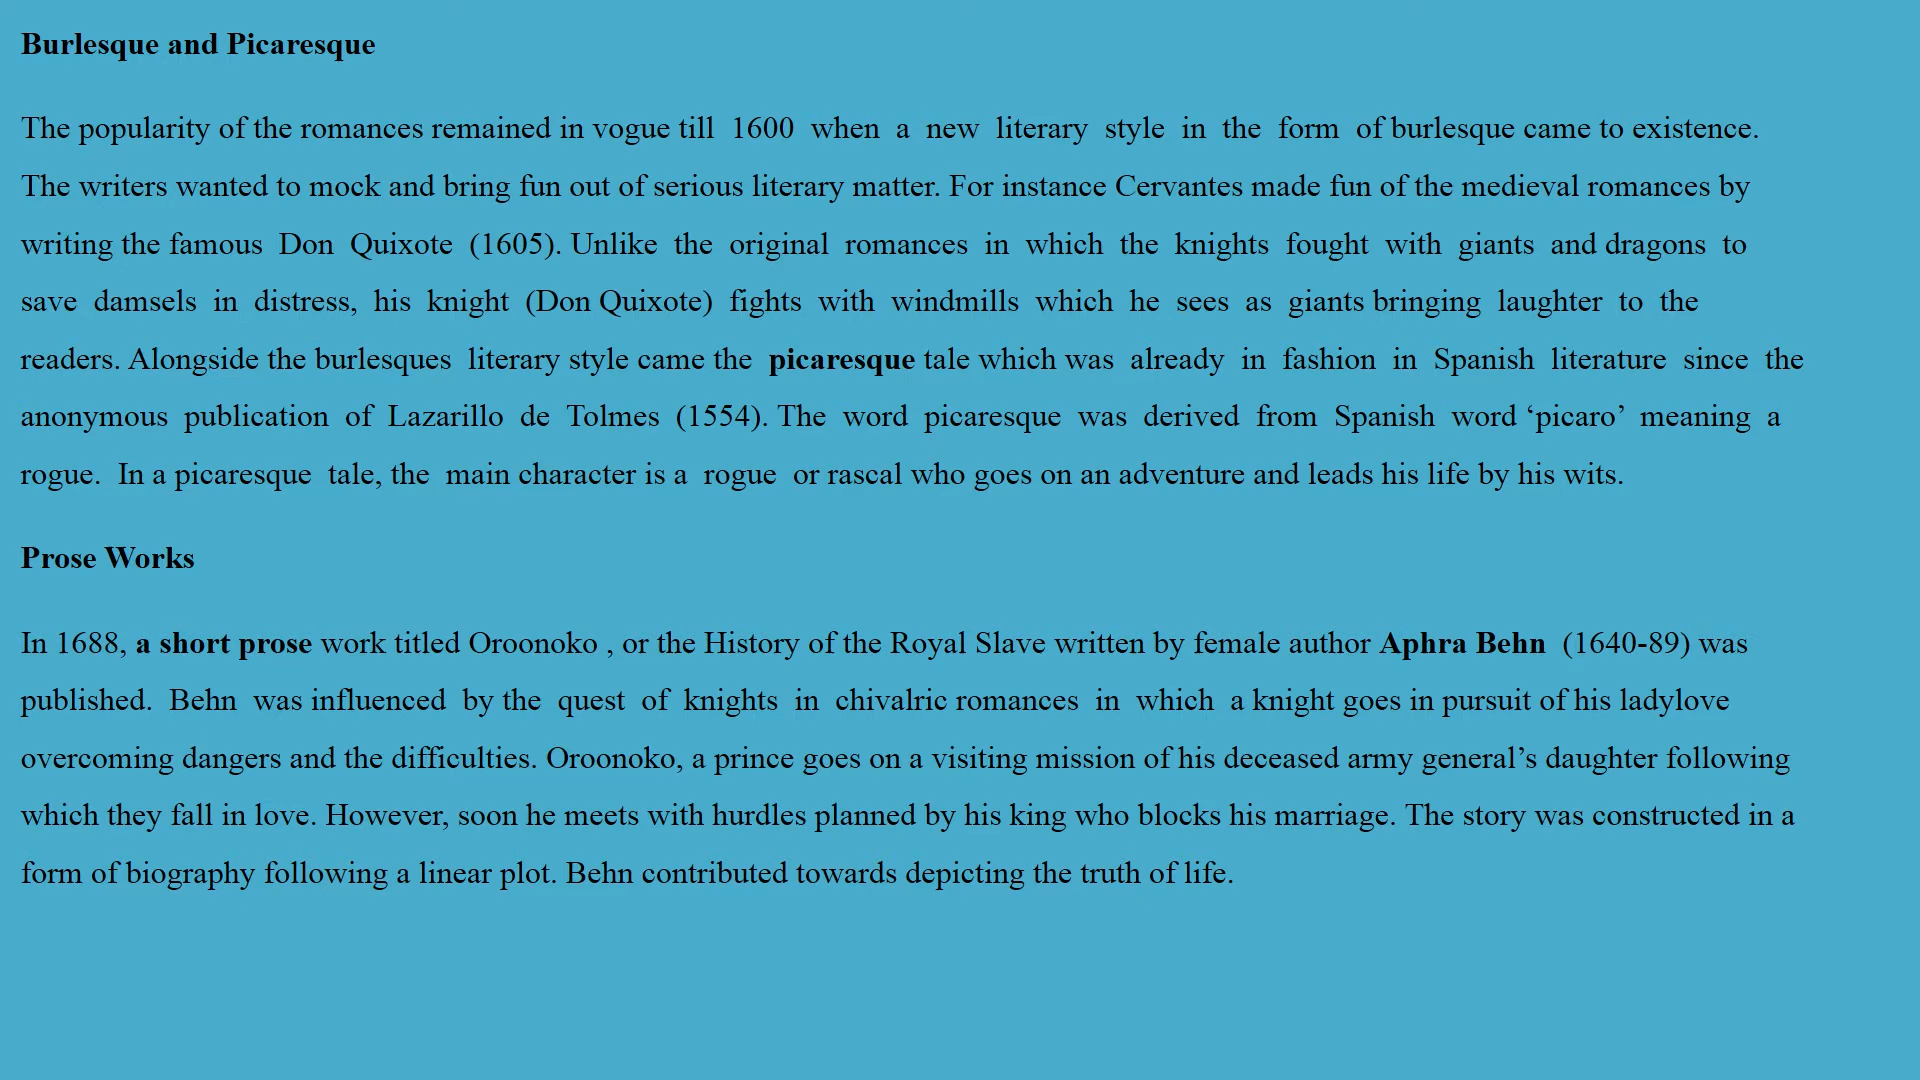 Burlesque and Picaresque
The popularity of the romances remained in vogue till 1600 when a new literary style in the form of burlesque came to existence.
The writers wanted to mock and bring fun out of serious literary matter. For instance Cervantes made fun of the medieval romances by
writing the famous Don Quixote (1605). Unlike the original romances in which the knights fought with giants and dragons to
save damsels in distress, his knight (Don Quixote) fights with windmills which he sees as giants bringing laughter to the
readers. Alongside the burlesques literary style came the picaresque tale which was already in fashion in Spanish literature since the
anonymous publication of Lazarillo de Tolmes (1554). The word picaresque was derived from Spanish word ‘picaro’ meaning a
rogue. In a picaresque tale, the main character is a rogue or rascal who goes on an adventure and leads his life by his wits.
Prose Works
In 1688, a short prose work titled Oroonoko , or the History of the Royal Slave written by female author Aphra Behn (1640-89) was
published. Behn was influenced by the quest of knights in chivalric romances in which a knight goes in pursuit of his ladylove
overcoming dangers and the difficulties. Oroonoko, a prince goes on a visiting mission of his deceased army general’s daughter following
which they fall in love. However, soon he meets with hurdles planned by his king who blocks his marriage. The story was constructed in a
form of biography following a linear plot. Behn contributed towards depicting the truth of life.